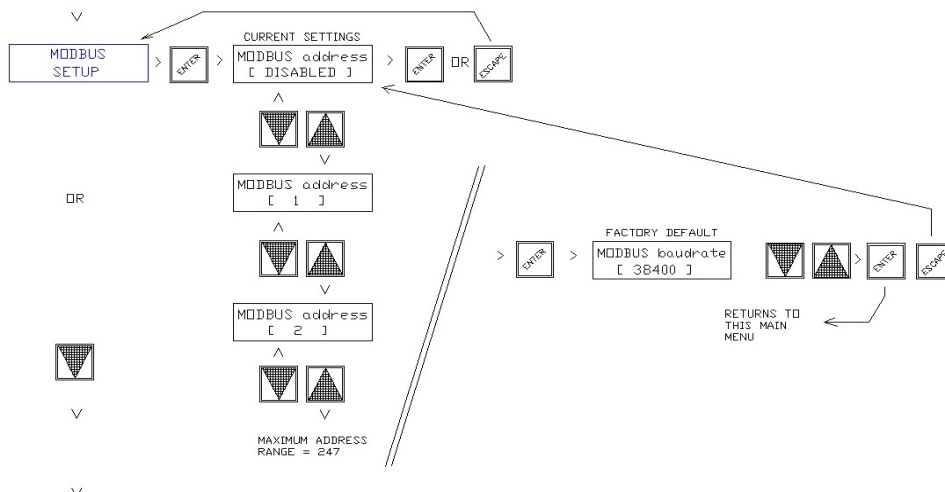 MODBUS
SETUP
ENTER
CURRENT SETTINGS
MODBUS address
[ DISABLED ]
ENTER
OR
ESCAPE
MODBUS address
[ 1 ]
OR
MODBUS address
[ 2 ]
MAXIMUM ADDRESS
RANGE = 247
ENTER
FACTORY DEFAULT
MODBUS baudrate
[ 38400 ]
ENTER
ESCAPE
RETURNS TO
THIS MAIN
MENU